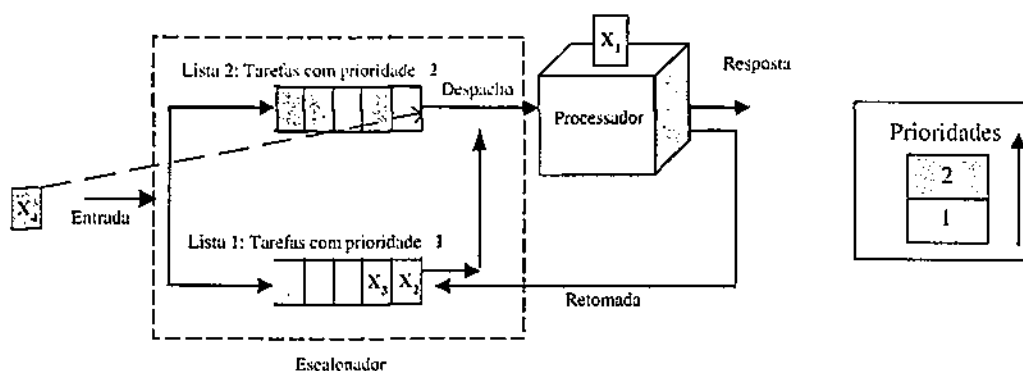 X₁
Lista 2: Tarefas com prioridade 2
Despacho
Resposta
Processador
Prioridades
2
1
X₄
Entrada
Lista 1: Tarefas com prioridade 1
X₃ X₂
Retomada
Escalonador